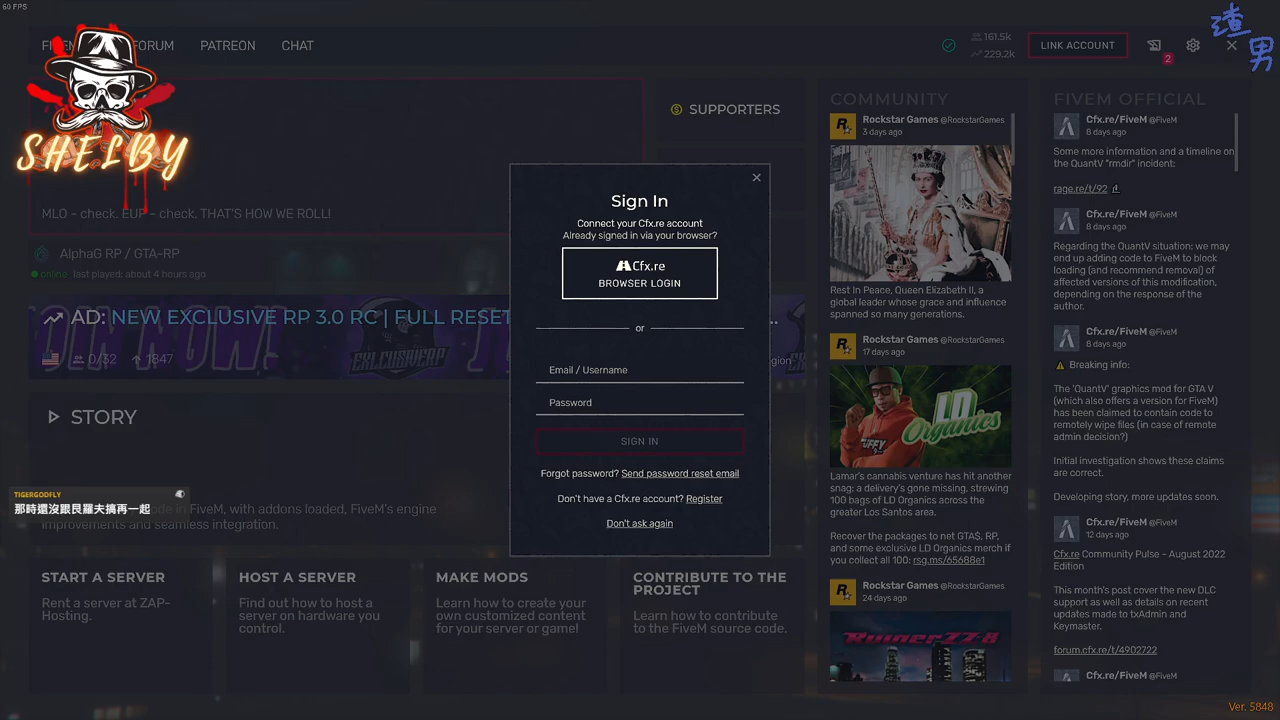 60 FPS
FORUM
PATREON
CHAT
161.5k
229.2k
LINK ACCOUNT
2
渣
男
SHELBY
MLO - check. EUP - check. THAT'S HOW WE ROLL!
SUPPORTERS
AlphaG RP / GTA-RP
online last played: about 4 hours ago
AD: NEW EXCLUSIVE RP 3.0 RC | FULL RESET
0/32 1847
STORY
TIGERGODFLY
那時還沒跟艮羅夫搞再一起
in FiveM, with addons loaded, FiveM's engine
improvements and seamless integration.
START A SERVER
Rent a server at ZAP-
Hosting.
HOST A SERVER
Find out how to host a
server on hardware you
control.
MAKE MODS
Learn how to create your
own customized content
for your server or game!
CONTRIBUTE TO THE
PROJECT
Learn how to contribute
to the FiveM source code.
Sign In
Connect your Cfx.re account
Already signed in via your browser?
Cfx.re
BROWSER LOGIN
or
Email / Username
Password
SIGN IN
Forgot password? Send password reset email
Don't have a Cfx.re account? Register
Don't ask again
COMMUNITY
Rockstar Games @RockstarGames
3 days ago
Rest In Peace, Queen Elizabeth II, a
global leader whose grace and influence
spanned so many generations.
Rockstar Games @RockstarGames
17 days ago
LD
Organics
Lamar's cannabis venture has hit another
snag: a delivery's gone missing, strewing
100 bags of LD Organics across the
greater Los Santos area.
Recover the packages to net GTA$, RP,
and some exclusive LD Organics merch if
you collect all 100: rsg.ms/65688e1
Rockstar Games @RockstarGames
24 days ago
FIVEM OFFICIAL
Cfx.re/FiveM @FiveM
8 days ago
Some more information and a timeline on
the QuantV "rmdir" incident:
rage.re/t/92
Cfx.re/FiveM @FiveM
8 days ago
Regarding the QuantV situation: we may
end up adding code to FiveM to block
loading (and recommend removal) of
affected versions of this modification,
depending on the response of the
author.
Cfx.re/FiveM @FiveM
8 days ago
Breaking info:
The 'QuantV' graphics mod for GTA V
(which also offers a version for FiveM)
has been claimed to contain code to
remotely wipe files (in case of remote
admin decision?)
Initial investigation shows these claims
are correct.
Developing story, more updates soon.
Cfx.re/FiveM @FiveM
12 days ago
Cfx.re Community Pulse – August 2022
Edition
This month's post cover the new DLC
support as well as details on recent
updates made to txAdmin and
Keymaster.
forum.cfx.re/t/4902722
Cfx.re/FiveM @FiveM
Ver. 5848